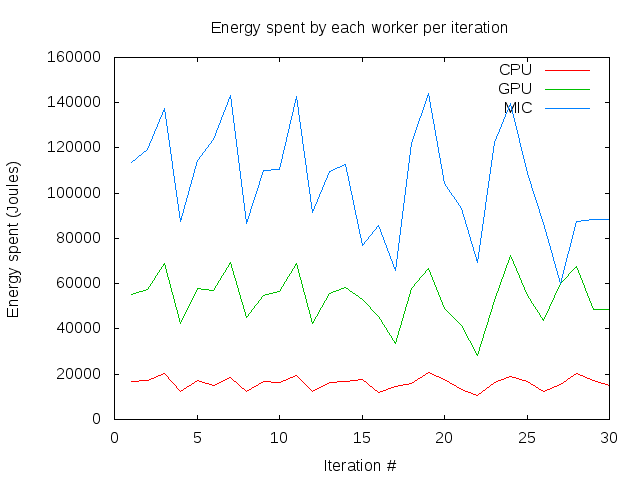 Energy spent by each worker per iteration
160000
140000
120000
100000
80000
60000
40000
20000
0
Energy spent (Joules)
CPU
GPU
MIC
0 5 10 15 20 25 30
Iteration #